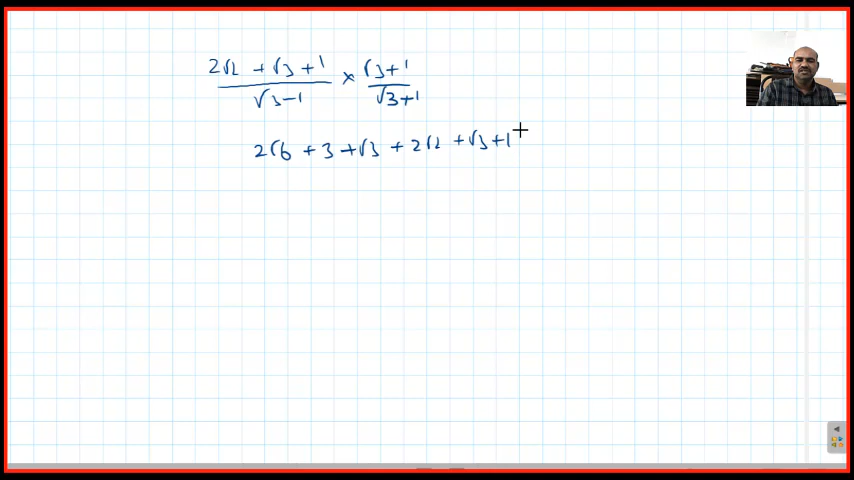 2√2 + √3 + 1 × √3 + 1
√3 − 1 √3 + 1
2√6 + 3 + √3 + 2√2 + √3 + 1